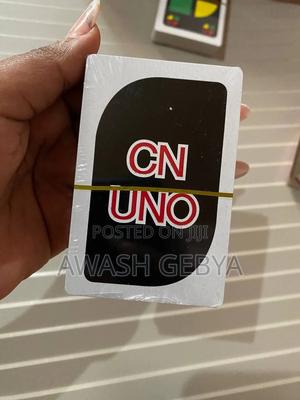 CN
UNO
POSTED ON JIJI
AWASH GEBYA